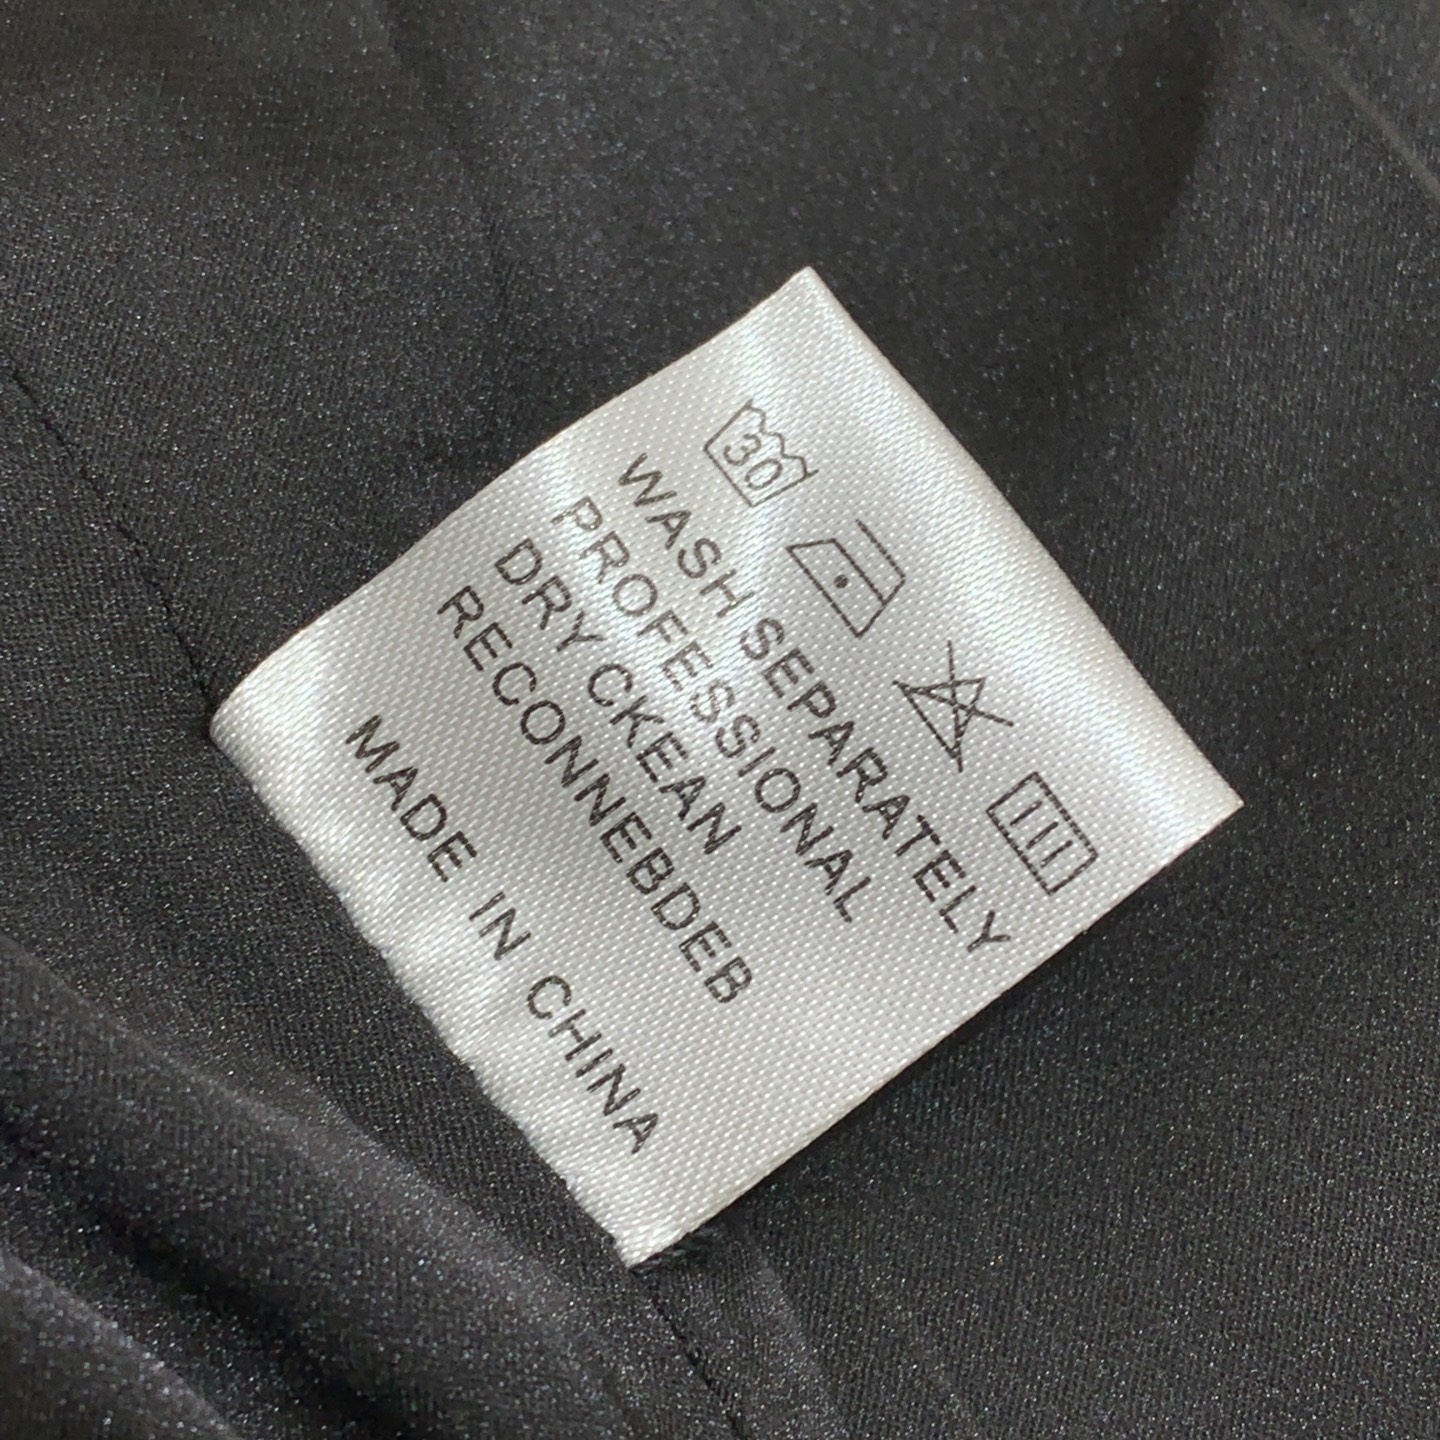 30
WASH SEPARATELY
PROFESSIONAL
DRY CKEAN
RECONNEBDEB
MADE IN CHINA